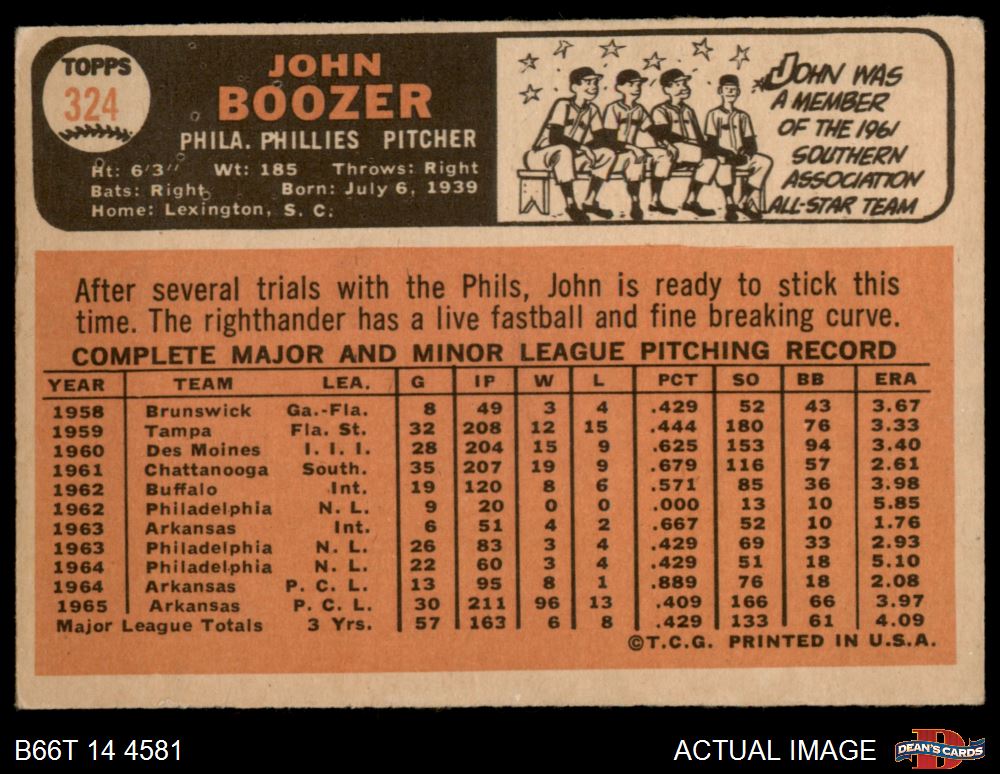 TOPPS
324
JOHN
BOOZER
PHILA. PHILLIES PITCHER
Ht: 6'3" Wt: 185 Throws: Right
Bats: Right Born: July 6, 1939
Home: Lexington, S. C.
JOHN WAS
A MEMBER
OF THE 1961
SOUTHERN
ASSOCIATION
ALL-STAR TEAM
After several trials with the Phils, John is ready to stick this
time. The righthander has a live fastball and fine breaking curve.
COMPLETE MAJOR AND MINOR LEAGUE PITCHING RECORD
YEAR TEAM LEA. G IP W L PCT SO BB ERA
1958 Brunswick Ga.-Fla. 8 49 3 4 .429 52 43 3.67
1959 Tampa Fla. St. 32 208 12 15 .444 180 76 3.33
1960 Des Moines I. I. I. 28 204 15 9 .625 153 94 3.40
1961 Chattanooga South. 35 207 19 9 .679 116 57 2.61
1962 Buffalo Int. 19 120 8 6 .571 85 36 3.98
1962 Philadelphia N. L. 9 20 0 0 .000 13 10 5.85
1963 Arkansas Int. 6 51 4 2 .667 52 10 1.76
1963 Philadelphia N. L. 26 83 3 4 .429 69 33 2.93
1964 Philadelphia N. L. 22 60 3 4 .429 51 18 5.10
1964 Arkansas P. C. L. 13 95 8 1 .889 76 18 2.08
1965 Arkansas P. C. L. 30 211 96 13 .409 166 66 3.97
Major League Totals 3 Yrs. 57 163 6 8 .429 133 61 4.09
©T.C.G. PRINTED IN U.S.A.
B66T 14 4581
ACTUAL IMAGE
DEAN'S CARDS